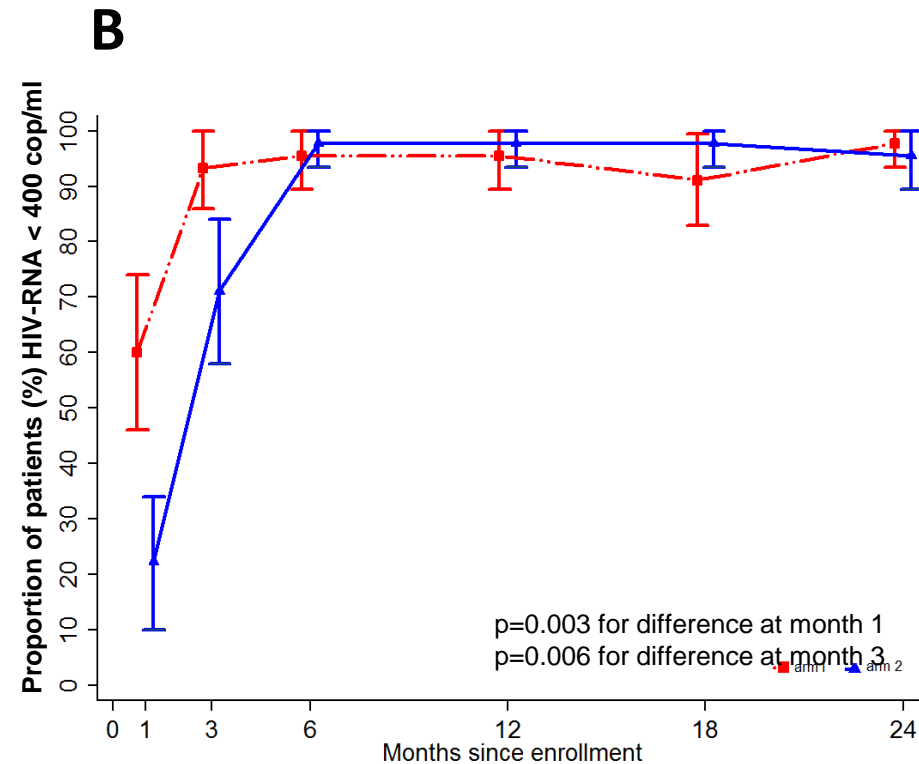 B
Proportion of patients (%) HIV-RNA < 400 cop/ml
100
90
80
70
60
50
40
30
20
10
0
p=0.003 for difference at month 1
p=0.006 for difference at month 3
arm 1 arm 2
0 1 3 6 12 18 24
Months since enrollment